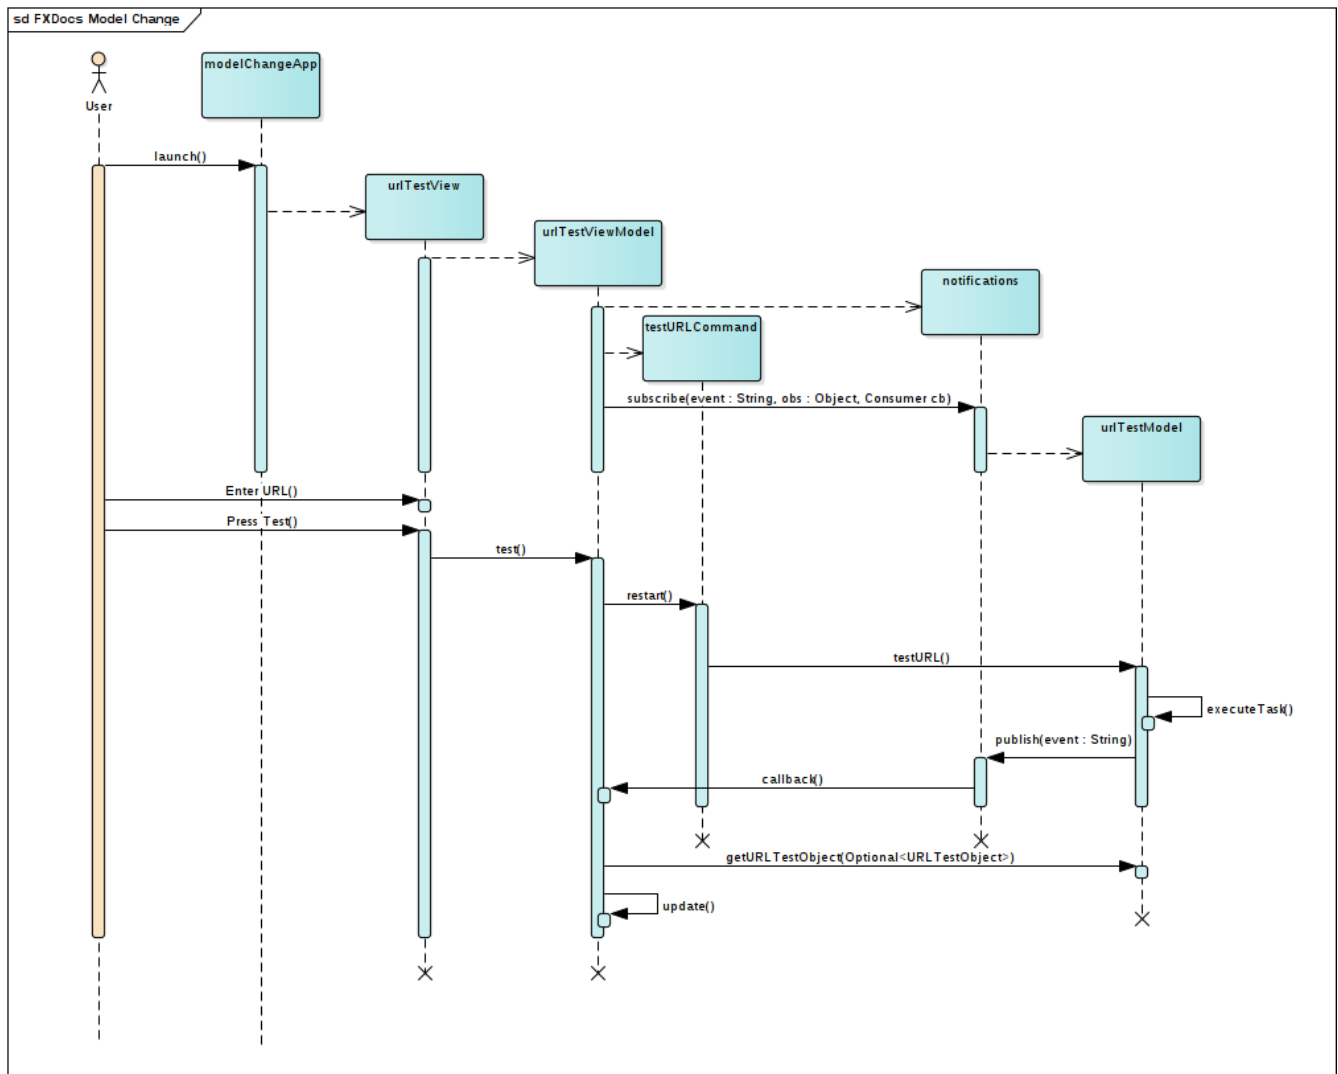 sd FXDocs Model Change
User
modelChangeApp
launch()
urlTestView
urlTestViewModel
notifications
testURLCommand
subscribe(event : String, obs : Object, Consumer cb)
urlTestModel
Enter URL()
Press Test()
test()
restart()
testURL()
executeTask()
publish(event : String)
callback()
getURLTestObject(Optional<URLTestObject>)
update()